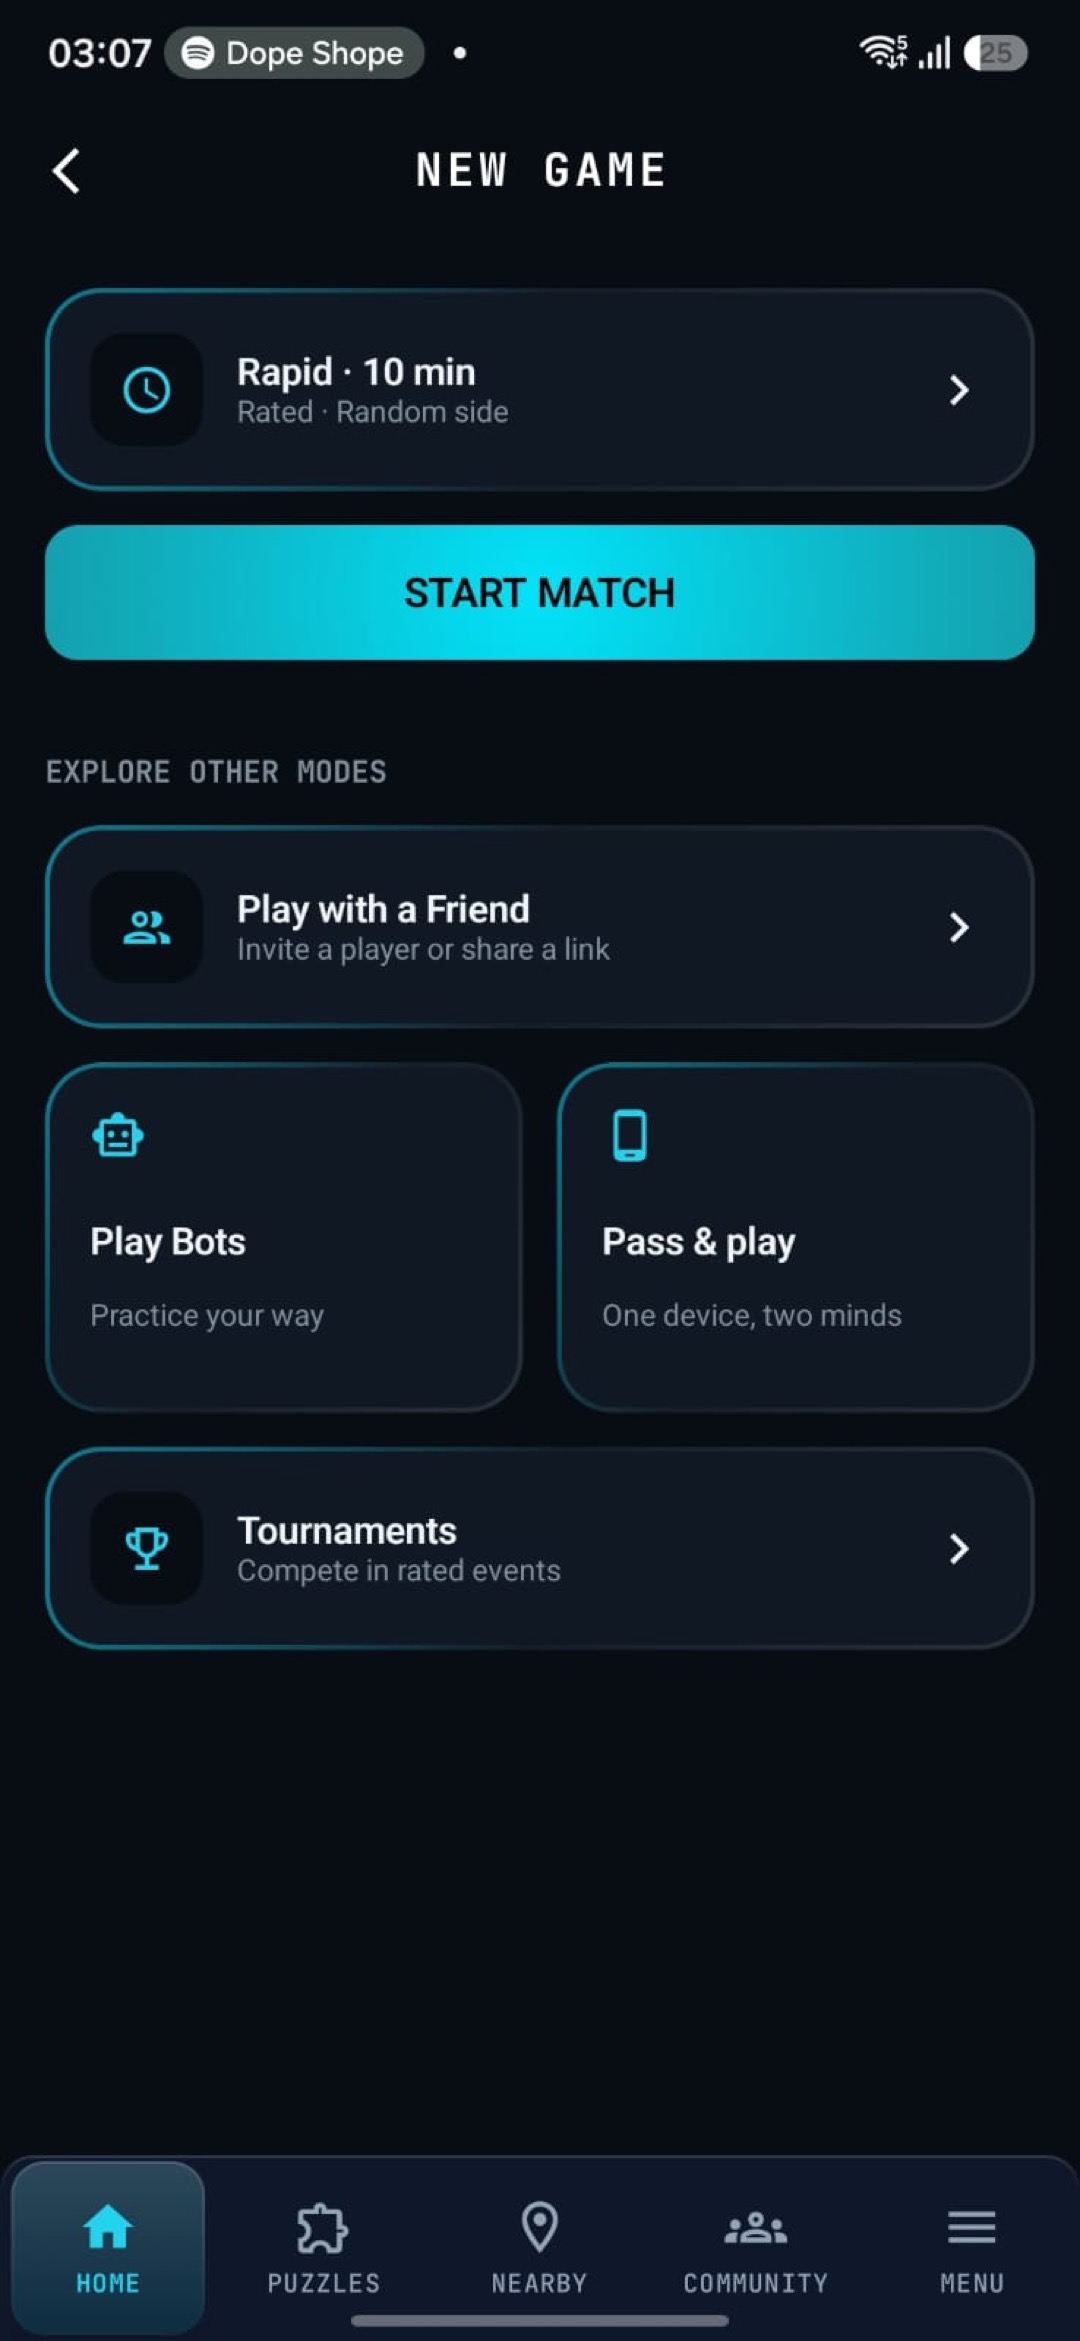 03:07 Dope Shope
5
25
NEW GAME
Rapid · 10 min
Rated · Random side
START MATCH
EXPLORE OTHER MODES
Play with a Friend
Invite a player or share a link
Play Bots
Practice your way
Pass & play
One device, two minds
Tournaments
Compete in rated events
HOME
PUZZLES
NEARBY
COMMUNITY
MENU